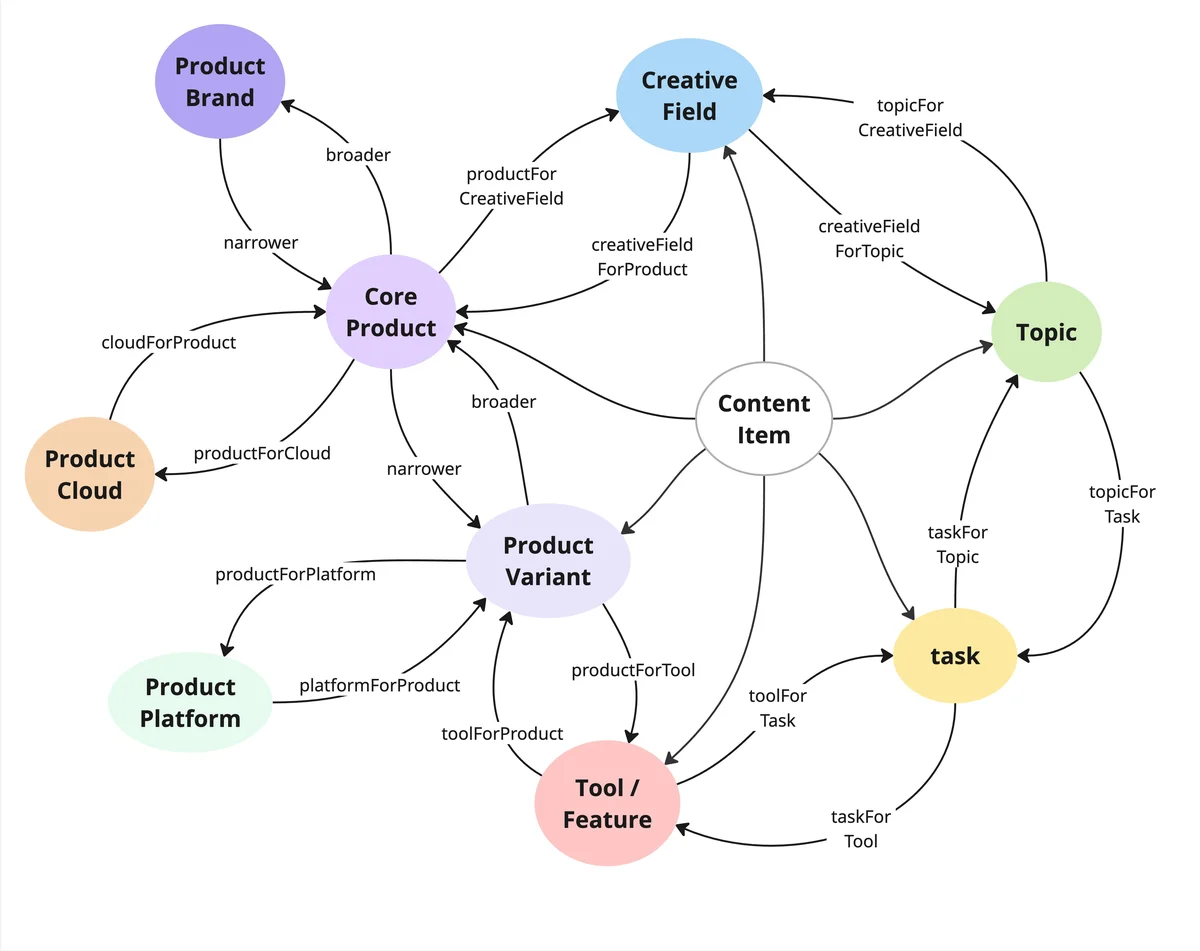 Product
Brand
Creative
Field
topicFor
CreativeField
broader
productFor
CreativeField
narrower
creativeField
ForProduct
creativeField
ForTopic
Core
Product
Topic
cloudForProduct
Content
Item
broader
productForCloud
narrower
Product
Cloud
topicFor
Task
taskFor
Topic
Product
Variant
productForPlatform
task
productForTool
platformForProduct
Product
Platform
toolFor
Task
toolForProduct
Tool /
Feature
taskFor
Tool